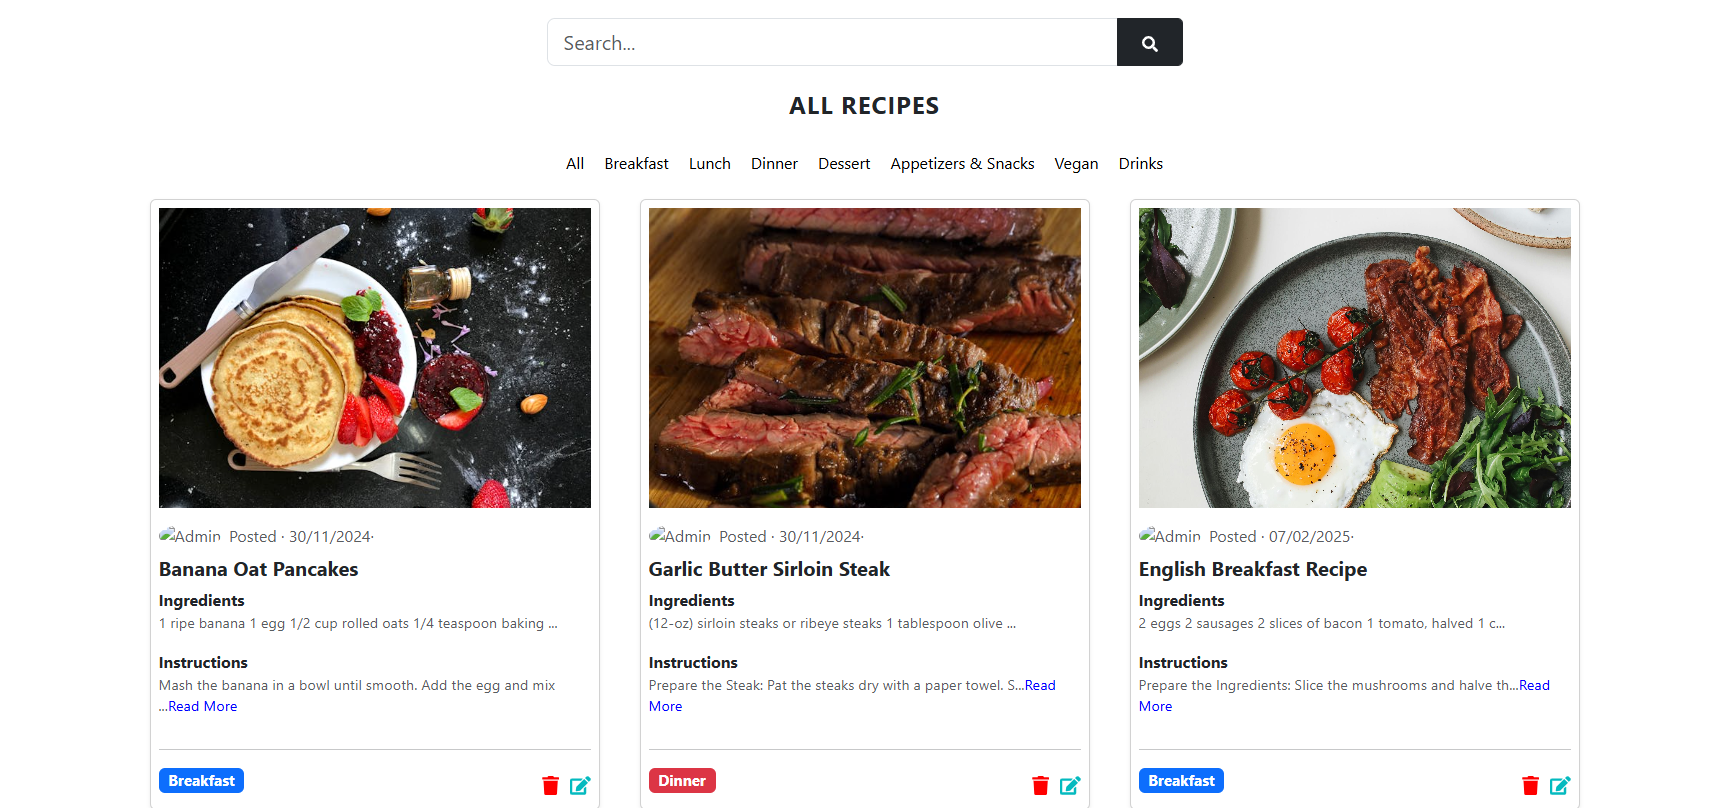 Search...
ALL RECIPES
All Breakfast Lunch Dinner Dessert Appetizers & Snacks Vegan Drinks
Admin Posted · 30/11/2024·
Banana Oat Pancakes
Ingredients
1 ripe banana 1 egg 1/2 cup rolled oats 1/4 teaspoon baking ...
Instructions
Mash the banana in a bowl until smooth. Add the egg and mix
...Read More
Breakfast
Admin Posted · 30/11/2024·
Garlic Butter Sirloin Steak
Ingredients
(12-oz) sirloin steaks or ribeye steaks 1 tablespoon olive ...
Instructions
Prepare the Steak: Pat the steaks dry with a paper towel. S...Read
More
Dinner
Admin Posted · 07/02/2025·
English Breakfast Recipe
Ingredients
2 eggs 2 sausages 2 slices of bacon 1 tomato, halved 1 c...
Instructions
Prepare the Ingredients: Slice the mushrooms and halve th...Read
More
Breakfast